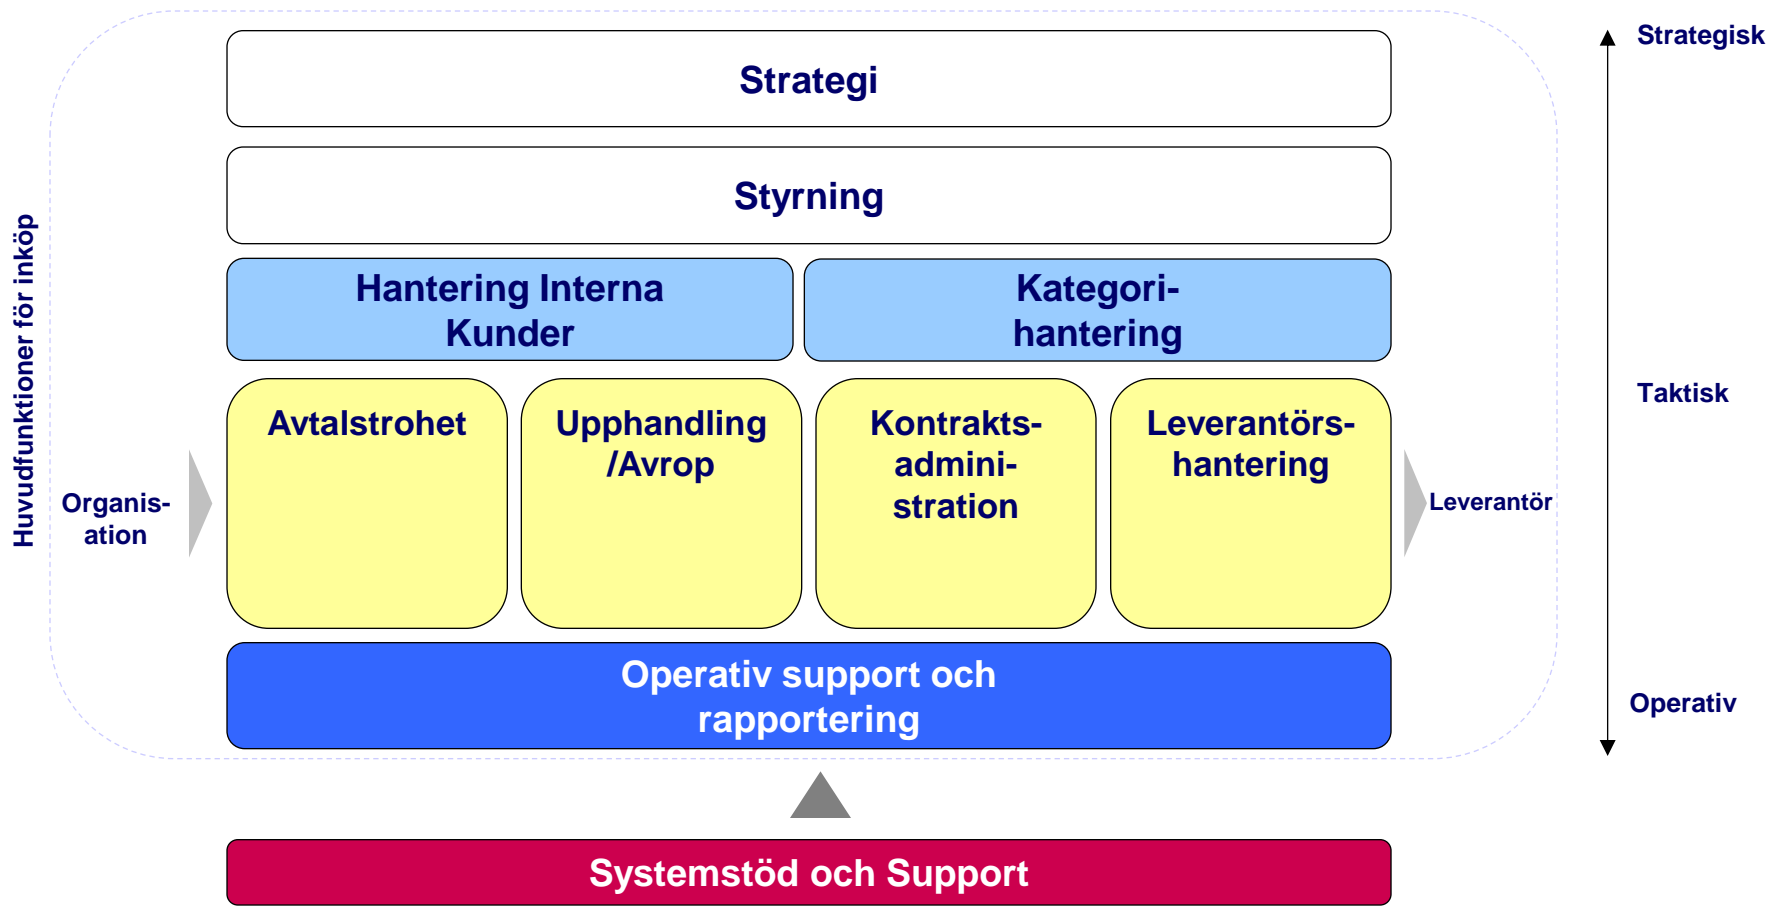 Huvudfunktioner för inköp
Strategi
Strategisk
Styrning
Hantering Interna
Kunder
Kategori-
hantering
Avtalstrohet
Upphandling
/Avrop
Kontrakts-
admini-
stration
Leverantörs-
hantering
Taktisk
Organis-
ation
Leverantör
Operativ support och
rapportering
Operativ
Systemstöd och Support